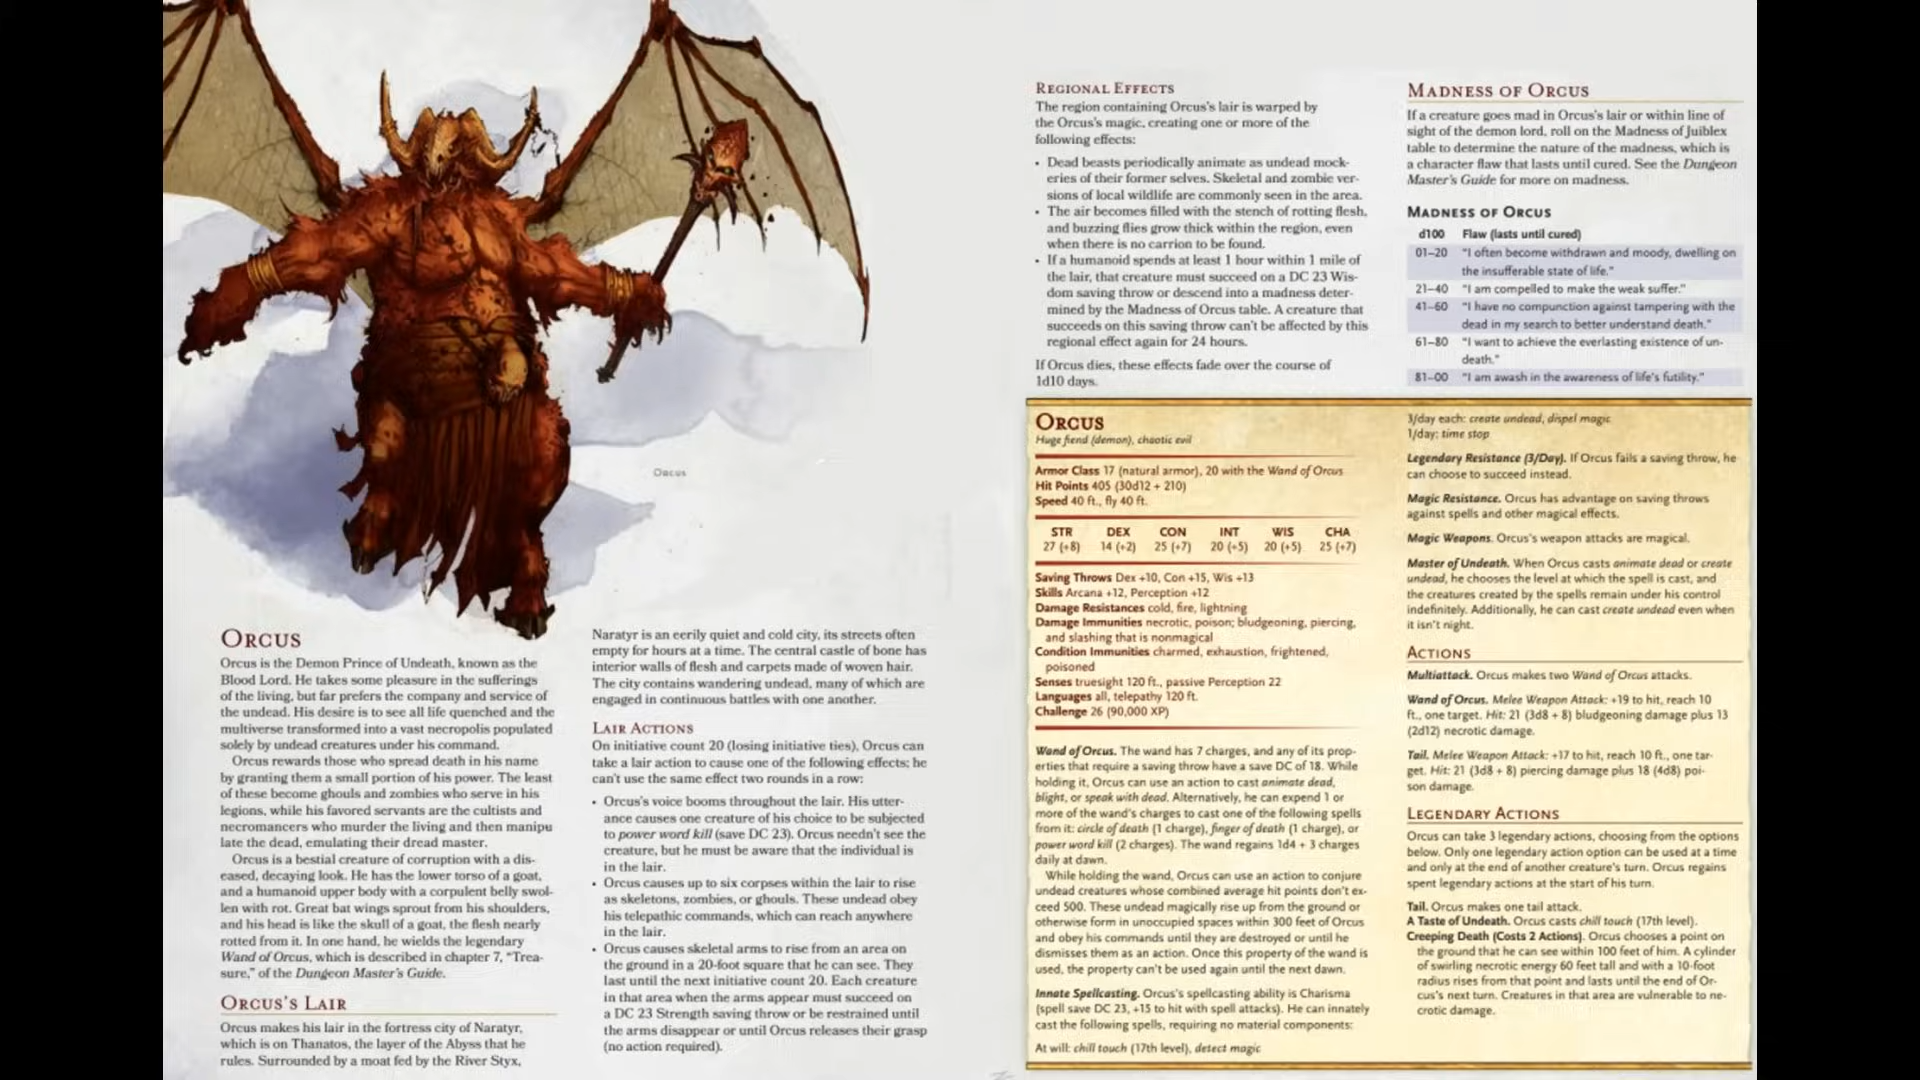 Orcus
ORCUS
Orcus is the Demon Prince of Undeath, known as the
Blood Lord. He takes some pleasure in the sufferings
of the living, but far prefers the company and service of
the undead. His desire is to see all life quenched and the
multiverse transformed into a vast necropolis populated
solely by undead creatures under his command.
Orcus rewards those who spread death in his name
by granting them a small portion of his power. The least
of these become ghouls and zombies who serve in his
legions, while his favored servants are the cultists and
necromancers who murder the living and then manipu
late the dead, emulating their dread master.
Orcus is a bestial creature of corruption with a dis-
eased, decaying look. He has the lower torso of a goat,
and a humanoid upper body with a corpulent belly swol-
len with rot. Great bat wings sprout from his shoulders,
and his head is like the skull of a goat, the flesh nearly
rotted from it. In one hand, he wields the legendary
Wand of Orcus, which is described in chapter 7, "Trea-
sure," of the Dungeon Master's Guide.
ORCUS'S LAIR
Orcus makes his lair in the fortress city of Naratyr,
which is on Thanatos, the layer of the Abyss that he
rules. Surrounded by a moat fed by the River Styx,
Naratyr is an eerily quiet and cold city, its streets often
empty for hours at a time. The central castle of bone has
interior walls of flesh and carpets made of woven hair.
The city contains wandering undead, many of which are
engaged in continuous battles with one another.
LAIR ACTIONS
On initiative count 20 (losing initiative ties), Orcus can
take a lair action to cause one of the following effects; he
can't use the same effect two rounds in a row:
• Orcus's voice booms throughout the lair. His utter-
ance causes one creature of his choice to be subjected
to power word kill (save DC 23). Orcus needn't see the
creature, but he must be aware that the individual is
in the lair.
• Orcus causes up to six corpses within the lair to rise
as skeletons, zombies, or ghouls. These undead obey
his telepathic commands, which can reach anywhere
in the lair.
• Orcus causes skeletal arms to rise from an area on
the ground in a 20-foot square that he can see. They
last until the next initiative count 20. Each creature
in that area when the arms appear must succeed on
a DC 23 Strength saving throw or be restrained until
the arms disappear or until Orcus releases their grasp
(no action required).
REGIONAL EFFECTS
The region containing Orcus's lair is warped by
the Orcus's magic, creating one or more of the
following effects:
• Dead beasts periodically animate as undead mock-
eries of their former selves. Skeletal and zombie ver-
sions of local wildlife are commonly seen in the area.
• The air becomes filled with the stench of rotting flesh,
and buzzing flies grow thick within the region, even
when there is no carrion to be found.
• If a humanoid spends at least 1 hour within 1 mile of
the lair, that creature must succeed on a DC 23 Wis-
dom saving throw or descend into a madness deter-
mined by the Madness of Orcus table. A creature that
succeeds on this saving throw can't be affected by this
regional effect again for 24 hours.
If Orcus dies, these effects fade over the course of
1d10 days.
MADNESS OF ORCUS
If a creature goes mad in Orcus's lair or within line of
sight of the demon lord, roll on the Madness of Juiblex
table to determine the nature of the madness, which is
a character flaw that lasts until cured. See the Dungeon
Master's Guide for more on madness.
MADNESS OF ORCUS
d100 Flaw (lasts until cured)
01–20 "I often become withdrawn and moody, dwelling on
the insufferable state of life."
21–40 "I am compelled to make the weak suffer."
41–60 "I have no compunction against tampering with the
dead in my search to better understand death."
61–80 "I want to achieve the everlasting existence of un-
death."
81–00 "I am awash in the awareness of life's futility."
ORCUS
Huge fiend (demon), chaotic evil
Armor Class 17 (natural armor), 20 with the Wand of Orcus
Hit Points 405 (30d12 + 210)
Speed 40 ft., fly 40 ft.
STR DEX CON INT WIS CHA
27 (+8) 14 (+2) 25 (+7) 20 (+5) 20 (+5) 25 (+7)
Saving Throws Dex +10, Con +15, Wis +13
Skills Arcana +12, Perception +12
Damage Resistances cold, fire, lightning
Damage Immunities necrotic, poison; bludgeoning, piercing,
and slashing that is nonmagical
Condition Immunities charmed, exhaustion, frightened,
poisoned
Senses truesight 120 ft., passive Perception 22
Languages all, telepathy 120 ft.
Challenge 26 (90,000 XP)
Wand of Orcus. The wand has 7 charges, and any of its prop-
erties that require a saving throw have a save DC of 18. While
holding it, Orcus can use an action to cast animate dead,
blight, or speak with dead. Alternatively, he can expend 1 or
more of the wand's charges to cast one of the following spells
from it: circle of death (1 charge), finger of death (1 charge), or
power word kill (2 charges). The wand regains 1d4 + 3 charges
daily at dawn.
While holding the wand, Orcus can use an action to conjure
undead creatures whose combined average hit points don't ex-
ceed 500. These undead magically rise up from the ground or
otherwise form in unoccupied spaces within 300 feet of Orcus
and obey his commands until they are destroyed or until he
dismisses them as an action. Once this property of the wand is
used, the property can't be used again until the next dawn.
Innate Spellcasting. Orcus's spellcasting ability is Charisma
(spell save DC 23, +15 to hit with spell attacks). He can innately
cast the following spells, requiring no material components:
At will: chill touch (17th level), detect magic
3/day each: create undead, dispel magic
1/day: time stop
Legendary Resistance (3/Day). If Orcus fails a saving throw, he
can choose to succeed instead.
Magic Resistance. Orcus has advantage on saving throws
against spells and other magical effects.
Magic Weapons. Orcus's weapon attacks are magical.
Master of Undeath. When Orcus casts animate dead or create
undead, he chooses the level at which the spell is cast, and
the creatures created by the spells remain under his control
indefinitely. Additionally, he can cast create undead even when
it isn't night.
ACTIONS
Multiattack. Orcus makes two Wand of Orcus attacks.
Wand of Orcus. Melee Weapon Attack: +19 to hit, reach 10
ft., one target. Hit: 21 (3d8 + 8) bludgeoning damage plus 13
(2d12) necrotic damage.
Tail. Melee Weapon Attack: +17 to hit, reach 10 ft., one tar-
get. Hit: 21 (3d8 + 8) piercing damage plus 18 (4d8) poi-
son damage.
LEGENDARY ACTIONS
Orcus can take 3 legendary actions, choosing from the options
below. Only one legendary action option can be used at a time
and only at the end of another creature's turn. Orcus regains
spent legendary actions at the start of his turn.
Tail. Orcus makes one tail attack.
A Taste of Undeath. Orcus casts chill touch (17th level).
Creeping Death (Costs 2 Actions). Orcus chooses a point on
the ground that he can see within 100 feet of him. A cylinder
of swirling necrotic energy 60 feet tall and with a 10-foot
radius rises from that point and lasts until the end of Or-
cus's next turn. Creatures in that area are vulnerable to ne-
crotic damage.